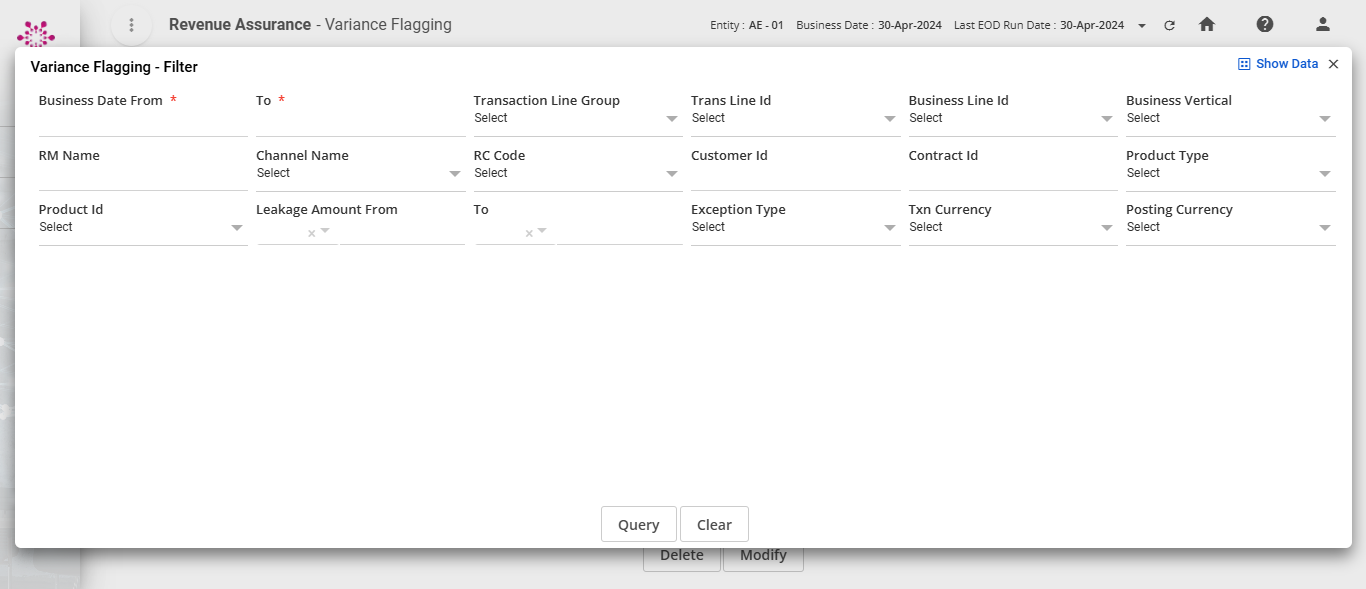 Revenue Assurance - Variance Flagging
Entity : AE - 01 Business Date : 30-Apr-2024 Last EOD Run Date : 30-Apr-2024
Variance Flagging - Filter
Show Data
Business Date From * To * Transaction Line Group Trans Line Id Business Line Id Business Vertical
Select Select Select Select
RM Name Channel Name RC Code Customer Id Contract Id Product Type
Select Select Select
Product Id Leakage Amount From To Exception Type Txn Currency Posting Currency
Select Select Select Select
Query Clear
Delete Modify